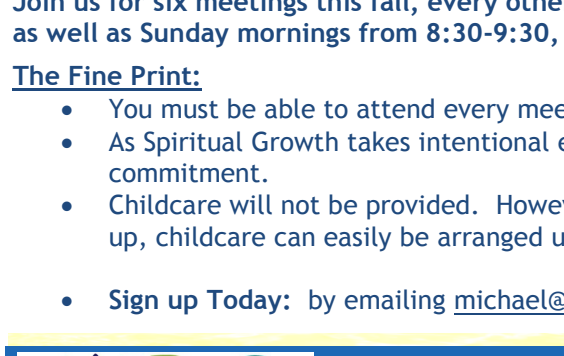 Join us for six meetings this fall, every othe
as well as Sunday mornings from 8:30-9:30,
The Fine Print:
• You must be able to attend every mee
• As Spiritual Growth takes intentional e
commitment.
• Childcare will not be provided.  Howev
up, childcare can easily be arranged u
• Sign up Today:  by emailing michael@